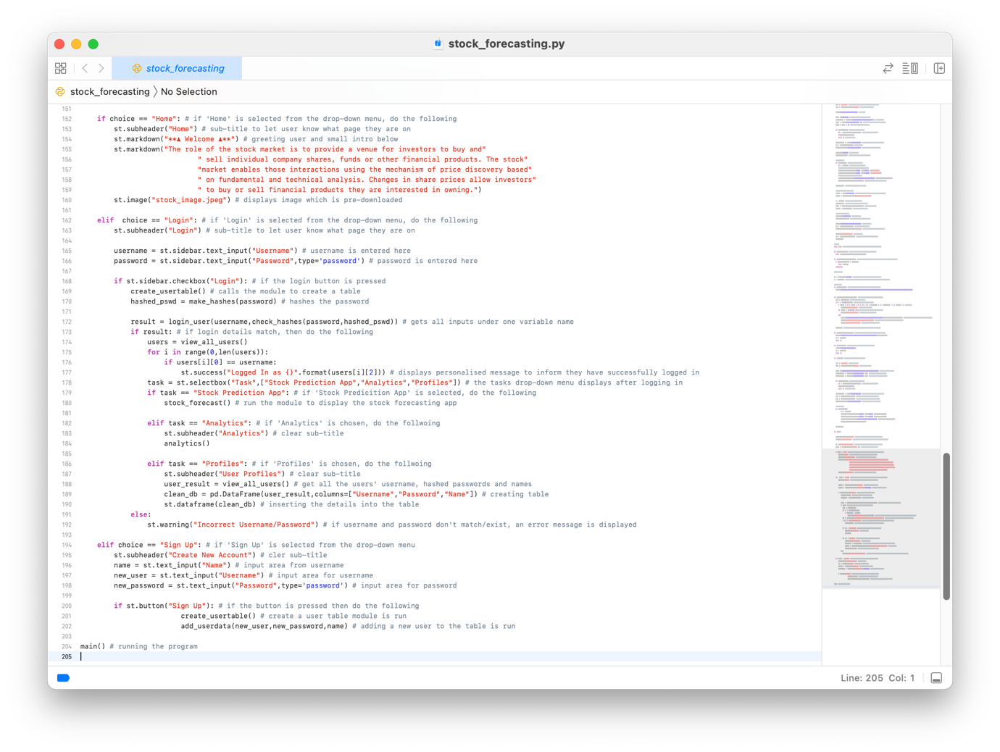 stock_forecasting.py
stock_forecasting
stock_forecasting 〉No Selection
151
152     if choice == "Home": # if 'Home' is selected from the drop-down menu, do the following
153         st.subheader("Home") # sub-title to let user know what page they are on
154         st.markdown("**♟ Welcome ♟**") # greeting user and small intro below
155         st.markdown("The role of the stock market is to provide a venue for investors to buy and"
156                             " sell individual company shares, funds or other financial products. The stock"
157                             "market enables those interactions using the mechanism of price discovery based"
158                             " on fundamental and technical analysis. Changes in share prices allow investors"
159                             " to buy or sell financial products they are interested in owning.")
160         st.image("stock_image.jpeg") # displays image which is pre-downloaded
161
162     elif  choice == "Login": # if 'Login' is selected from the drop-down menu, do the following
163         st.subheader("Login") # sub-title to let user know what page they are on
164
165         username = st.sidebar.text_input("Username") # username is entered here
166         password = st.sidebar.text_input("Password",type='password') # password is entered here
167
168         if st.sidebar.checkbox("Login"): # if the login button is pressed
169             create_usertable() # calls the module to create a table
170             hashed_pswd = make_hashes(password) # hashes the password
171
172             result = login_user(username,check_hashes(password,hashed_pswd)) # gets all inputs under one variable name
173             if result: # if login details match, then do the following
174                 users = view_all_users()
175                 for i in range(0,len(users)):
176                     if users[i][0] == username:
177                         st.success("Logged In as {}".format(users[i][2])) # displays personalised message to inform they have successfully logged in
178                 task = st.selectbox("Task",["Stock Prediction App","Analytics","Profiles"]) # the tasks drop-down menu displays after logging in
179                 if task == "Stock Prediction App": # if 'Stock Predicition App' is selected, do the following
180                     stock_forecast() # run the module to display the stock forecasting app
181
182                 elif task == "Analytics": # if 'Analytics' is chosen, do the follwoing
183                     st.subheader("Analytics") # clear sub-title
184                     analytics()
185
186                 elif task == "Profiles": # if 'Profiles' is chosen, do the follwoing
187                     st.subheader("User Profiles") # clear sub-title
188                     user_result = view_all_users() # get all the users' username, hashed passwords and names
189                     clean_db = pd.DataFrame(user_result,columns=["Username","Password","Name"]) # creating table
190                     st.dataframe(clean_db) # inserting the details into the table
191             else:
192                 st.warning("Incorrect Username/Password") # if username and password don't match/exist, an error message is displayed
193
194     elif choice == "Sign Up": # if 'Sign Up' is selected from the drop-down menu
195         st.subheader("Create New Account") # cler sub-title
196         name = st.text_input("Name") # input area from username
197         new_user = st.text_input("Username") # input area for username
198         new_password = st.text_input("Password",type='password') # input area for password
199
200         if st.button("Sign Up"): # if the button is pressed then do the following
201                         create_usertable() # create a user table module is run
202                         add_userdata(new_user,new_password,name) # adding a new user to the table is run
203
204 main() # running the program
205
Line: 205  Col: 1